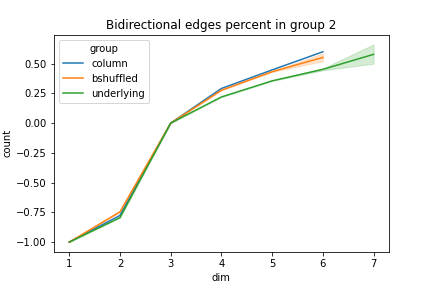 Bidirectional edges percent in group 2
group
column
bshuffled
underlying
count
0.50
0.25
0.00
−0.25
−0.50
−0.75
−1.00
1 2 3 4 5 6 7
dim